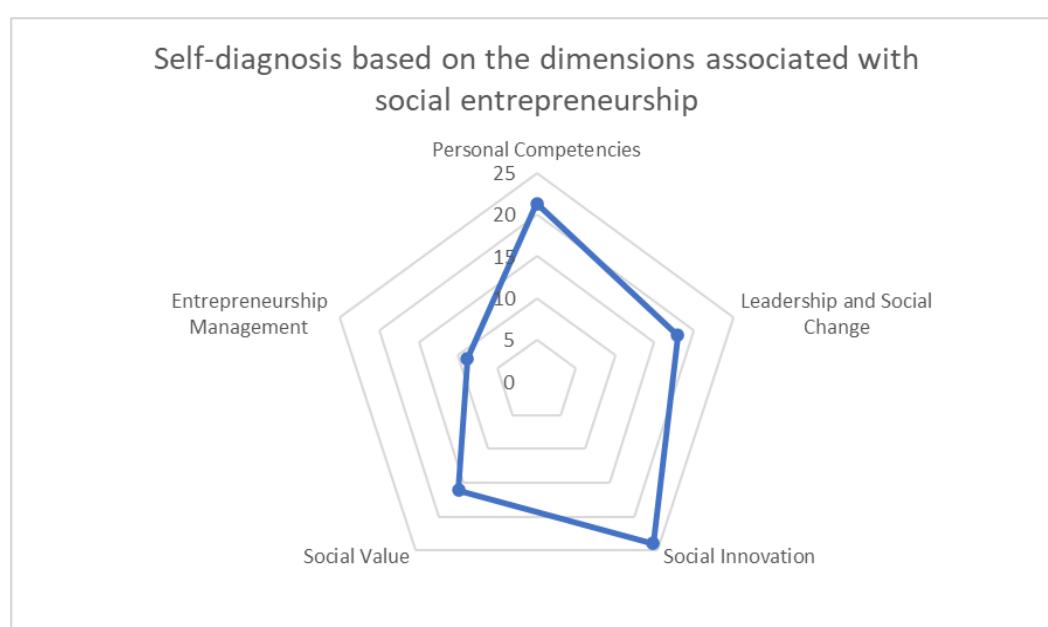 Self-diagnosis based on the dimensions associated with
social entrepreneurship
Personal Competencies
25
20
15
10
5
0
Leadership and Social
Change
Social Innovation
Social Value
Entrepreneurship
Management